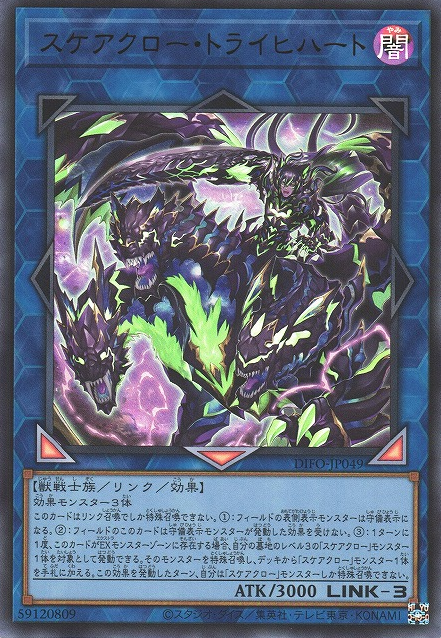 スケアクロー・トライヒハート
闇
DIFO-JP049
【獣戦士族/リンク/効果】
効果モンスター3体
このカードはリンク召喚でしか特殊召喚できない。①:フィールドの表側表示モンスターは守備表示に
なる。②:フィールドのこのカードは守備表示モンスターが発動した効果を受けない。③:1ターンに
1度、このカードがEXモンスターゾーンに存在する場合、自分の墓地のレベル3の「スケアクロー」モンスター
1体を対象として発動できる。そのモンスターを特殊召喚し、デッキから「スケアクロー」モンスター1体
を手札に加える。この効果を発動したターン、自分は「スケアクロー」モンスターしか特殊召喚できない。
ATK/3000 LINK-3
59120809 ©スタジオ・ダイス/集英社・テレビ東京・KONAMI